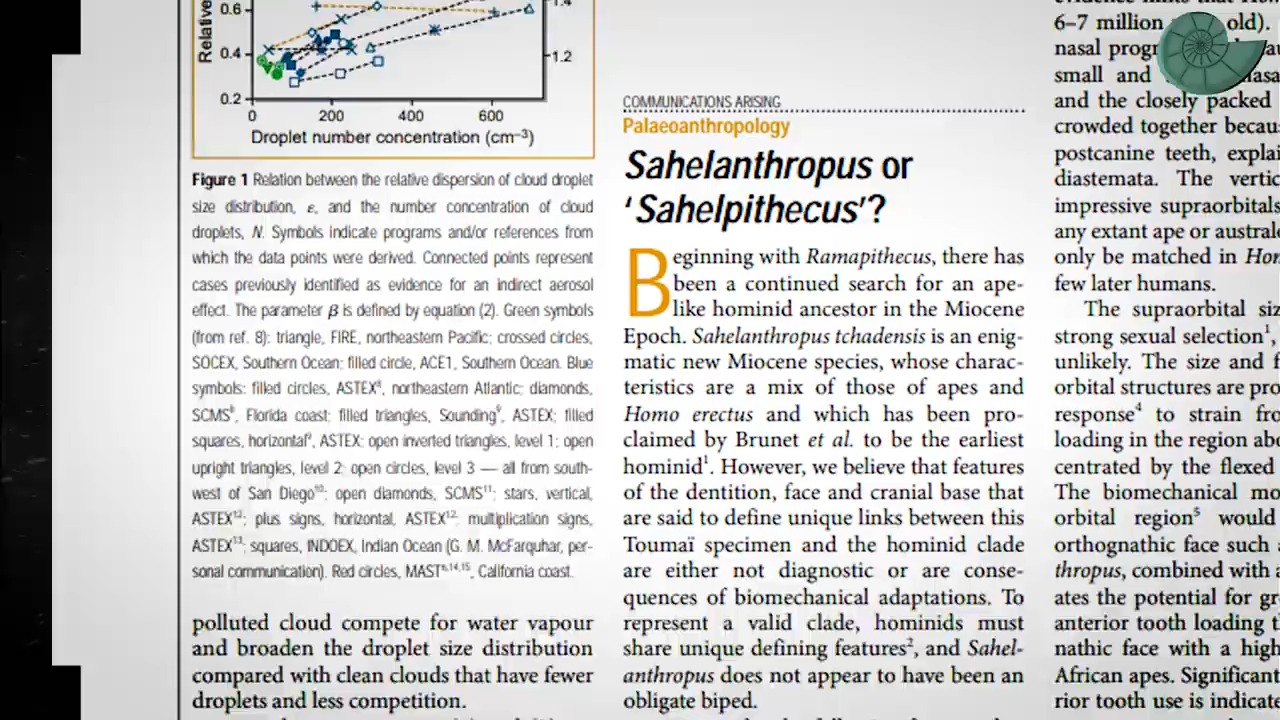 Relative
0.6
0.4
0.2
1.4
1.2
0
200
400
600
Droplet number concentration (cm⁻³)
Figure 1 Relation between the relative dispersion of cloud droplet
size distribution, ε, and the number concentration of cloud
droplets, N. Symbols indicate programs and/or references from
which the data points were derived. Connected points represent
cases previously identified as evidence for an indirect aerosol
effect. The parameter β is defined by equation (2). Green symbols
(from ref. 8): triangle, FIRE, northeastern Pacific; crossed circles,
SOCEX, Southern Ocean; filled circle, ACE1, Southern Ocean. Blue
symbols: filled circles, ASTEX⁸, northeastern Atlantic; diamonds,
SCMS⁸, Florida coast; filled triangles, Sounding⁹, ASTEX; filled
squares, horizontal⁹, ASTEX; open inverted triangles, level 1; open
upright triangles, level 2; open circles, level 3 — all from south-
west of San Diego¹⁰; open diamonds, SCMS¹¹; stars, vertical,
ASTEX¹²; plus signs, horizontal, ASTEX¹²; multiplication signs,
ASTEX¹³; squares, INDOEX, Indian Ocean (G. M. McFarquhar, per-
sonal communication). Red circles, MAST⁶,¹⁴,¹⁵, California coast.
polluted cloud compete for water vapour
and broaden the droplet size distribution
compared with clean clouds that have fewer
droplets and less competition.
COMMUNICATIONS ARISING
Palaeoanthropology
Sahelanthropus or
'Sahelpithecus'?
Beginning with Ramapithecus, there has
been a continued search for an ape-
like hominid ancestor in the Miocene
Epoch. Sahelanthropus tchadensis is an enig-
matic new Miocene species, whose charac-
teristics are a mix of those of apes and
Homo erectus and which has been pro-
claimed by Brunet et al. to be the earliest
hominid¹. However, we believe that features
of the dentition, face and cranial base that
are said to define unique links between this
Toumaï specimen and the hominid clade
are either not diagnostic or are conse-
quences of biomechanical adaptations. To
represent a valid clade, hominids must
share unique defining features², and Sahel-
anthropus does not appear to have been an
obligate biped.
6–7 million old).
nasal prog
small and
and the closely packed
crowded together becau
postcanine teeth, explai
diastemata. The vertic
impressive supraorbitals
any extant ape or australo
only be matched in Hom
few later humans.
The supraorbital siz
strong sexual selection¹,
unlikely. The size and f
orbital structures are pro
response⁴ to strain fro
loading in the region abo
centrated by the flexed
The biomechanical mo
orbital region⁵ would
orthognathic face such a
thropus, combined with a
ates the potential for gr
anterior tooth loading t
nathic face with a high
African apes. Significant
rior tooth use is indicate